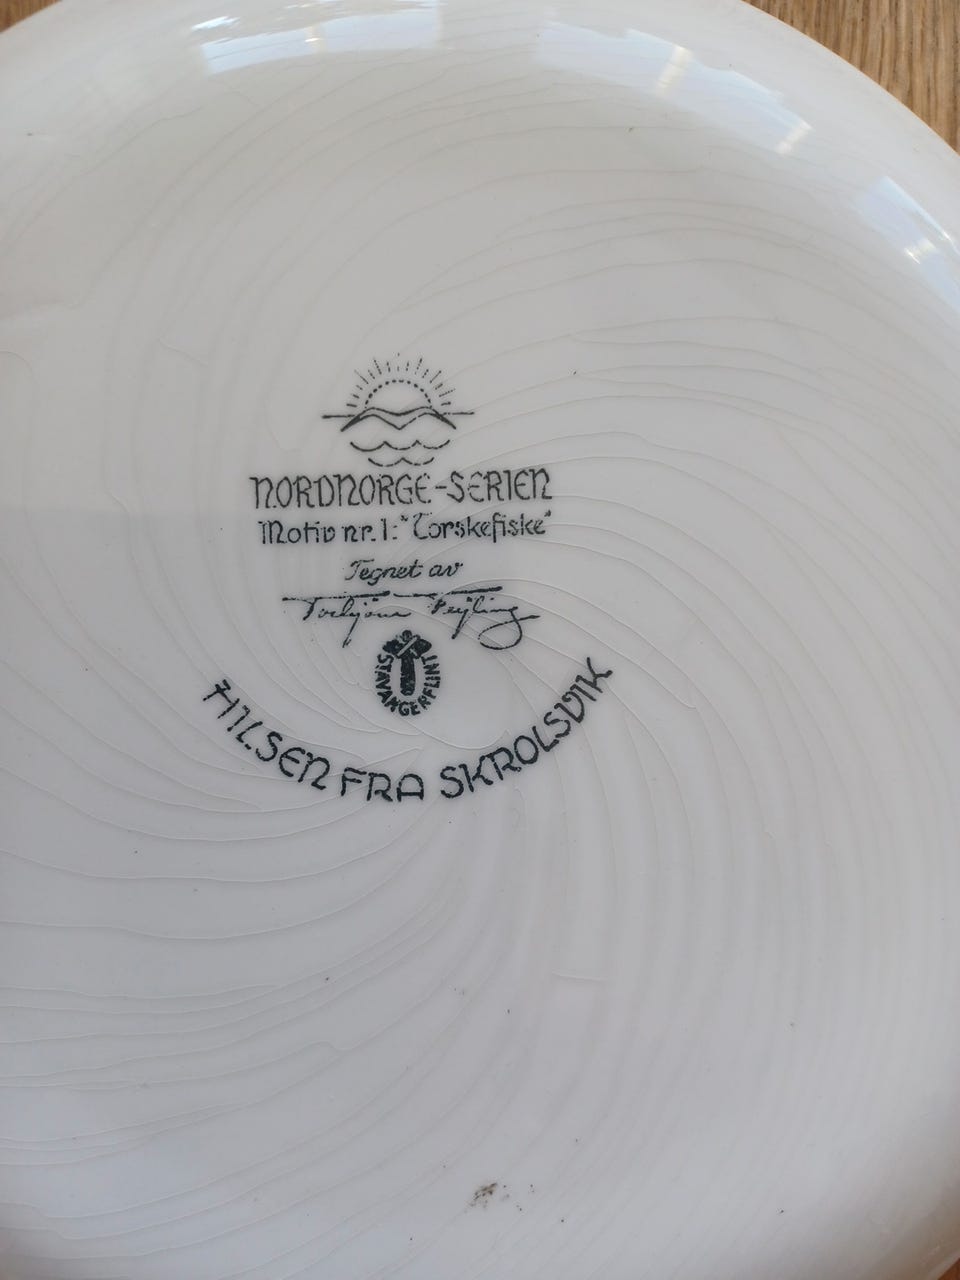 NORDNORGE-SERIEN
Motiv nr. 1: "Torskefiske"
Tegnet av
STAVANGERFLINT
HILSEN FRA SKROLSVIK